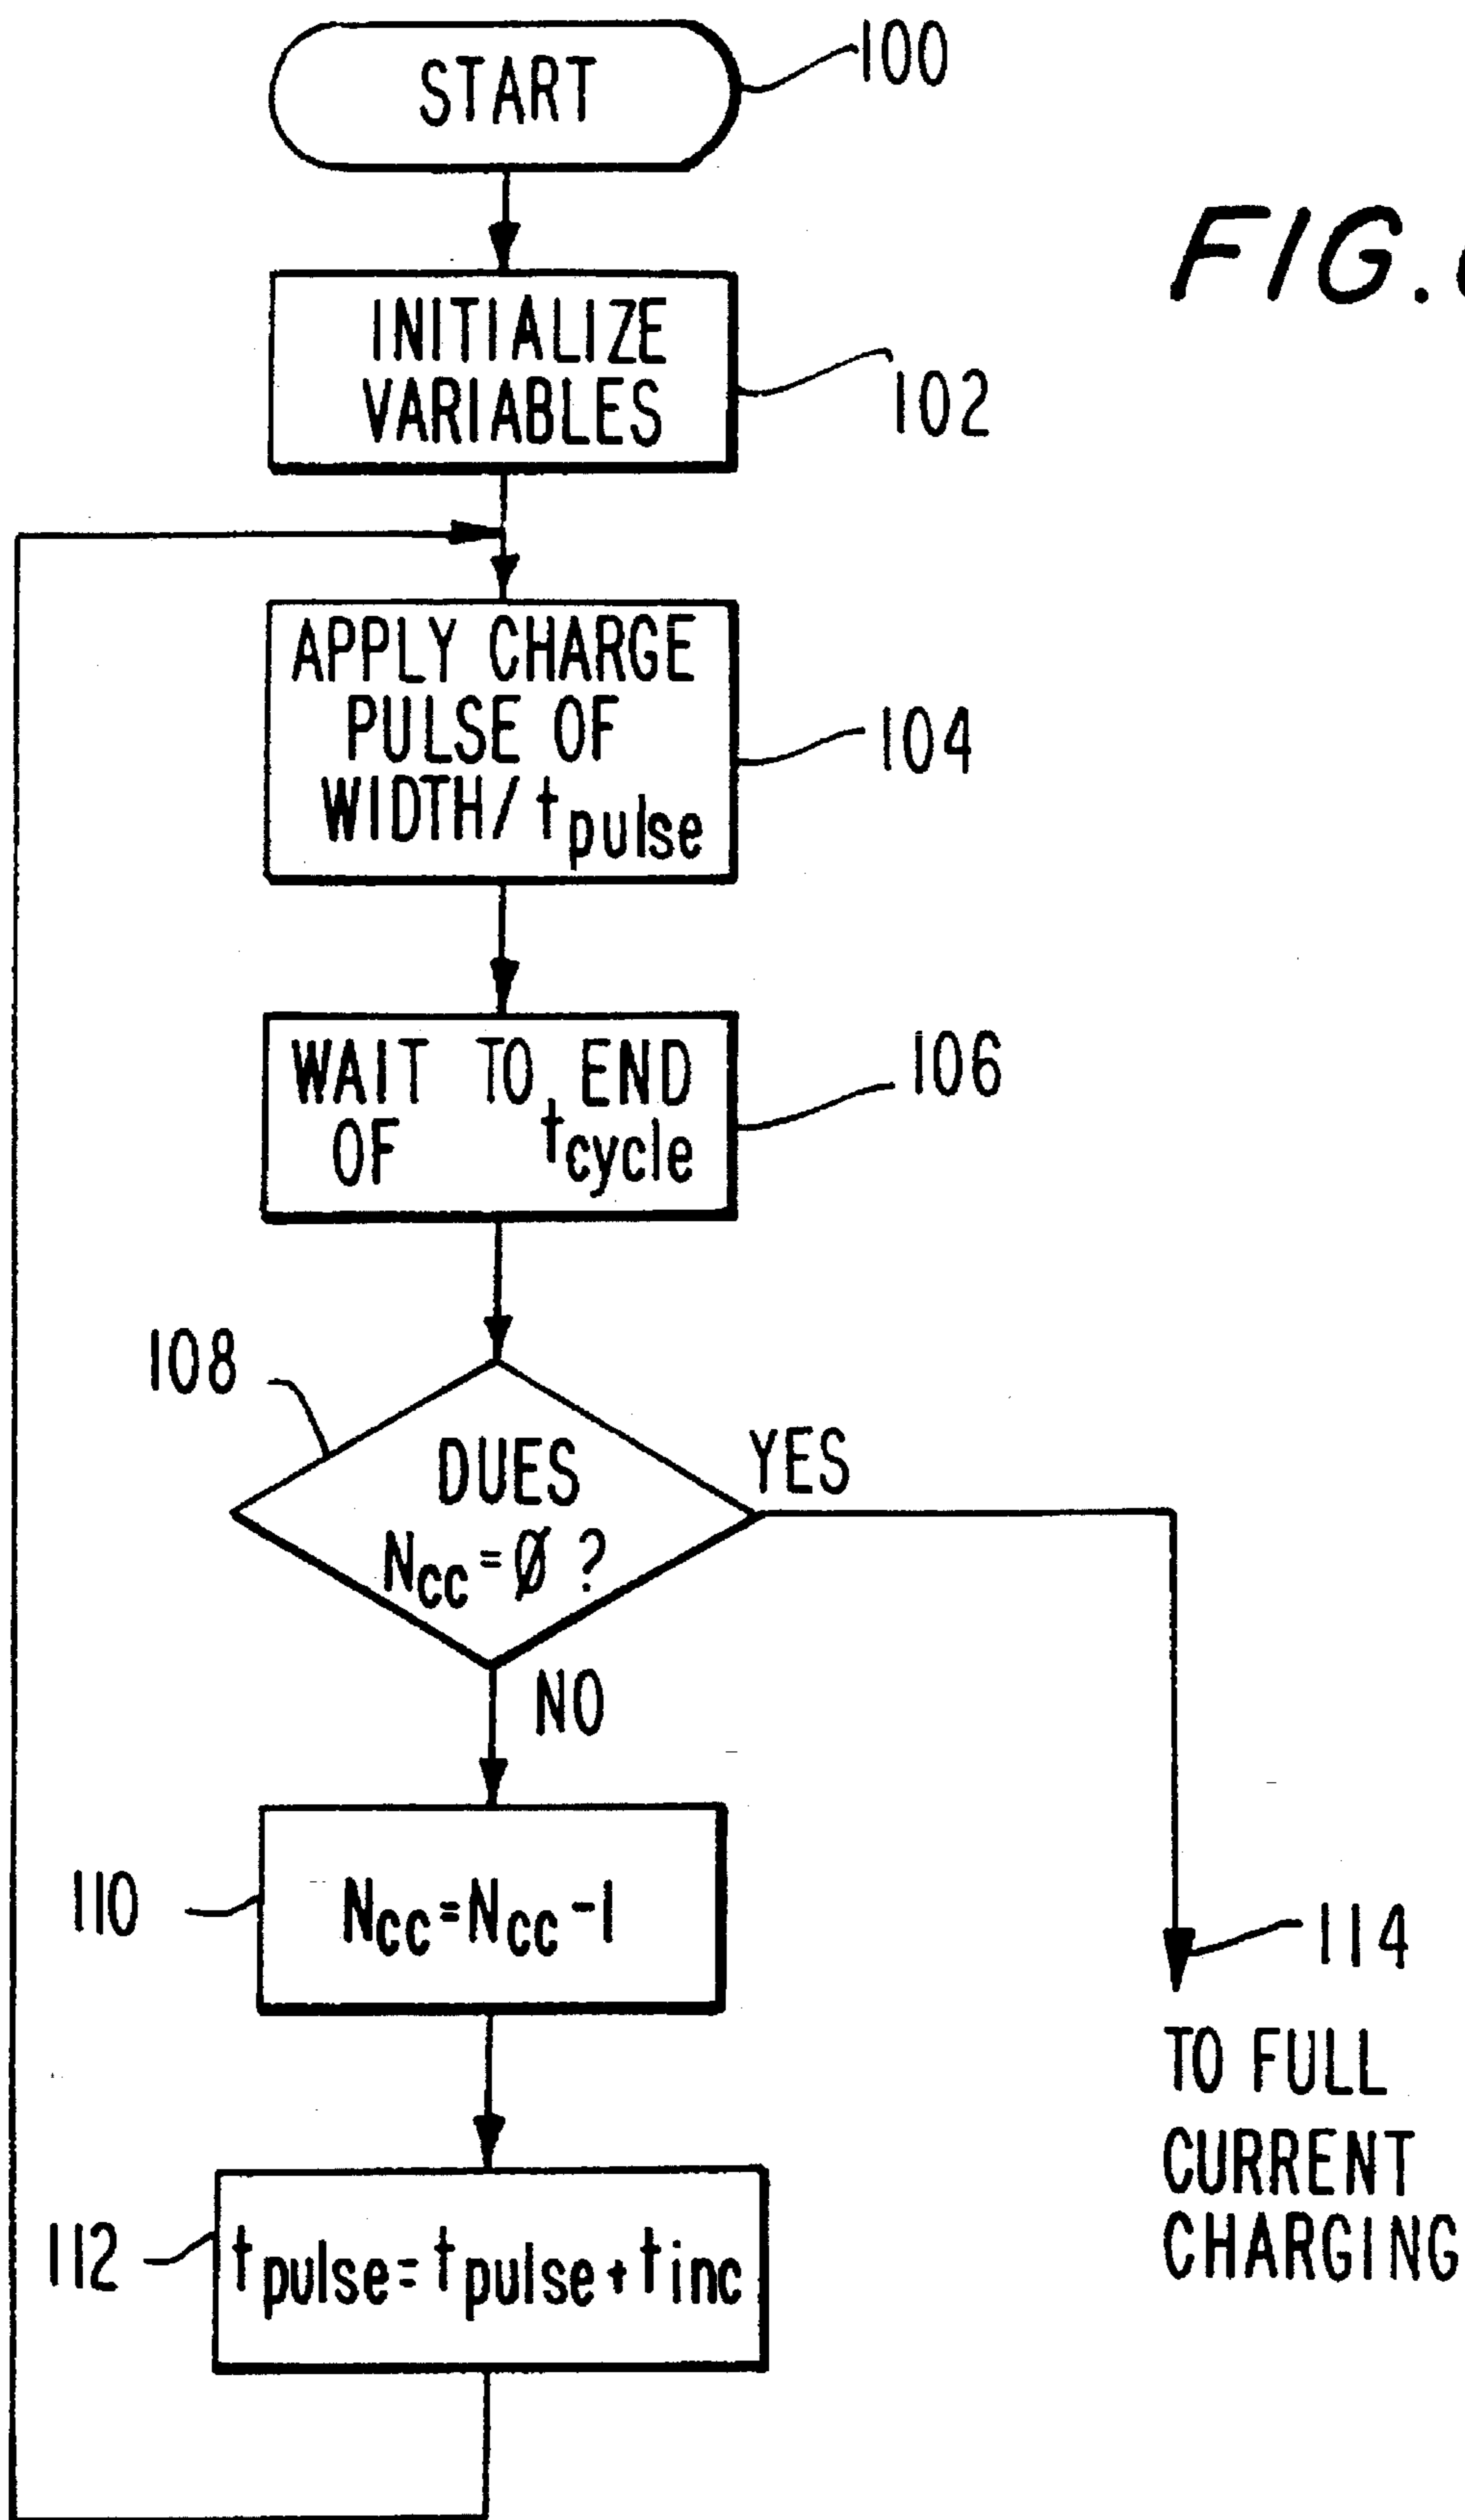 START
100
FIG.
INITIALIZE
VARIABLES
102
APPLY CHARGE
PULSE OF
WIDTH/ tpulse
104
WAIT TO END
OF tcycle
106
108
DUES
Ncc=Ø ?
YES
NO
110
Ncc=Ncc-1
114
TO FULL
CURRENT
CHARGING
112
tpulse=tpulse+tinc